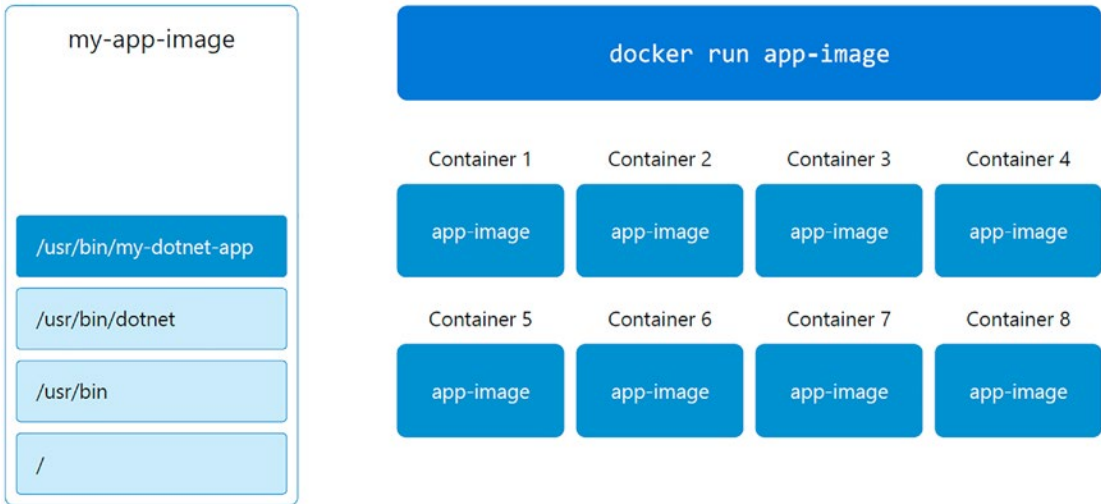 my-app-image
/usr/bin/my-dotnet-app
/usr/bin/dotnet
/usr/bin
/
docker run app-image
Container 1
Container 2
Container 3
Container 4
app-image
app-image
app-image
app-image
Container 5
Container 6
Container 7
Container 8
app-image
app-image
app-image
app-image